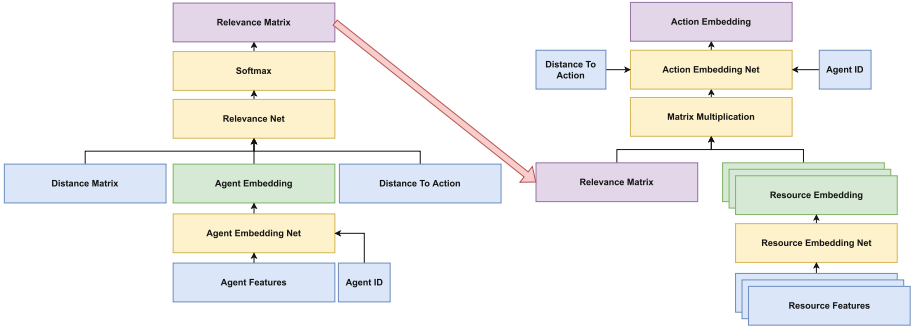 Relevance Matrix
Softmax
Relevance Net
Distance Matrix
Agent Embedding
Distance To Action
Agent Embedding Net
Agent Features
Agent ID
Action Embedding
Distance To
Action
Action Embedding Net
Agent ID
Matrix Multiplication
Relevance Matrix
Resource Embedding
Resource Embedding Net
Resource Features